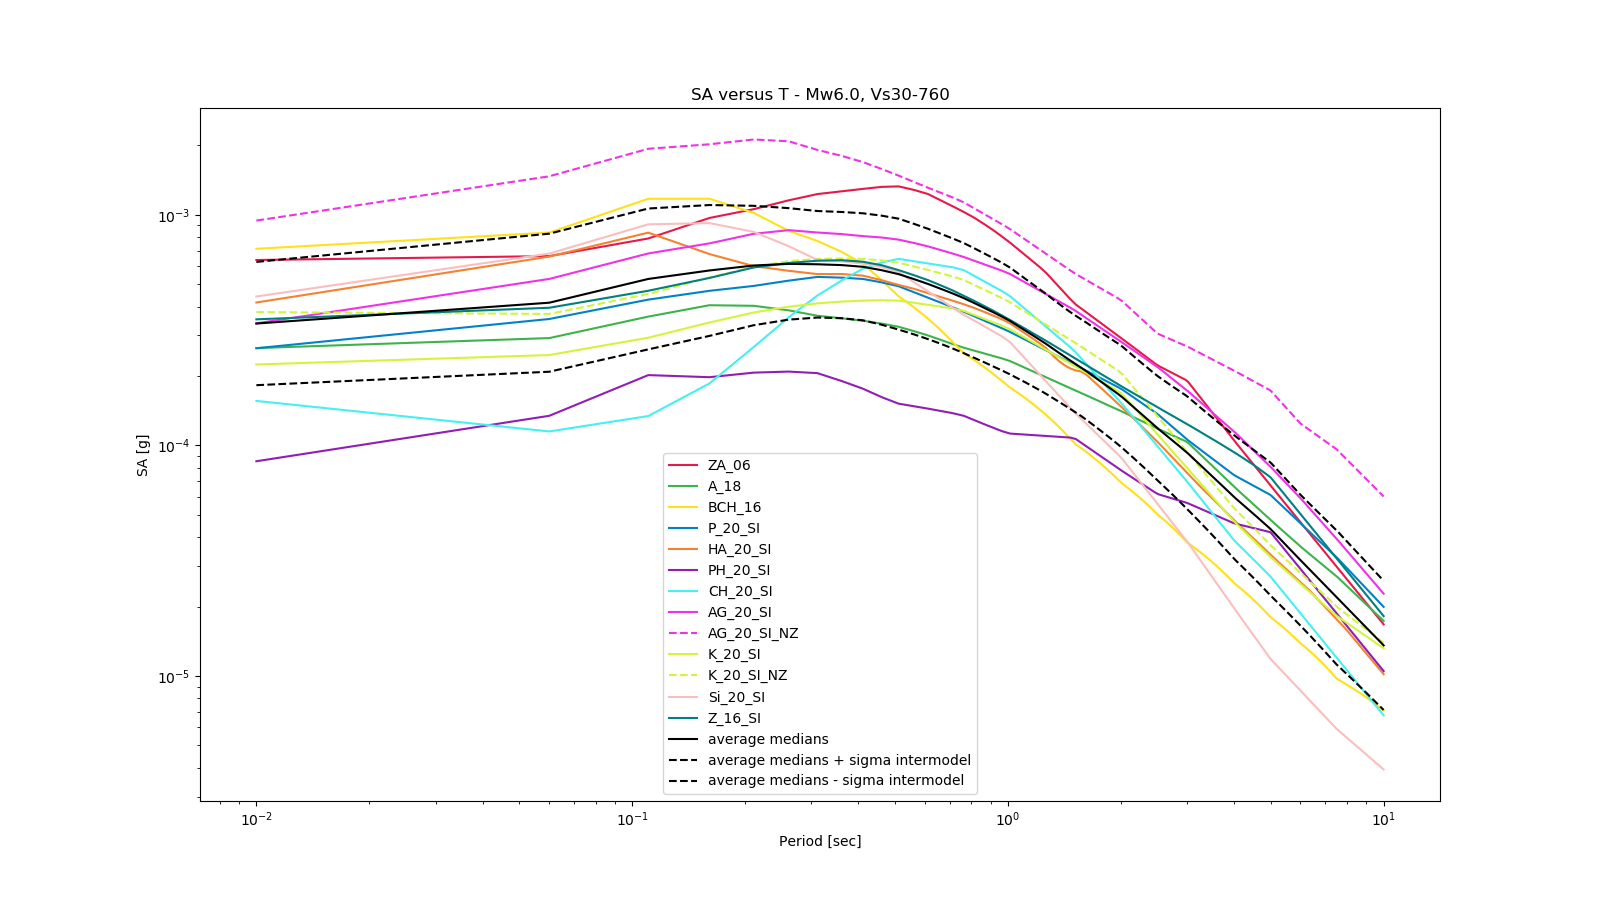 SA versus T - Mw6.0, Vs30-760
SA [g]
10⁻³
10⁻⁴
10⁻⁵
ZA_06
A_18
BCH_16
P_20_SI
HA_20_SI
PH_20_SI
CH_20_SI
AG_20_SI
AG_20_SI_NZ
K_20_SI
K_20_SI_NZ
Si_20_SI
Z_16_SI
average medians
average medians + sigma intermodel
average medians - sigma intermodel
10⁻² 10⁻¹ 10⁰ 10¹
Period [sec]